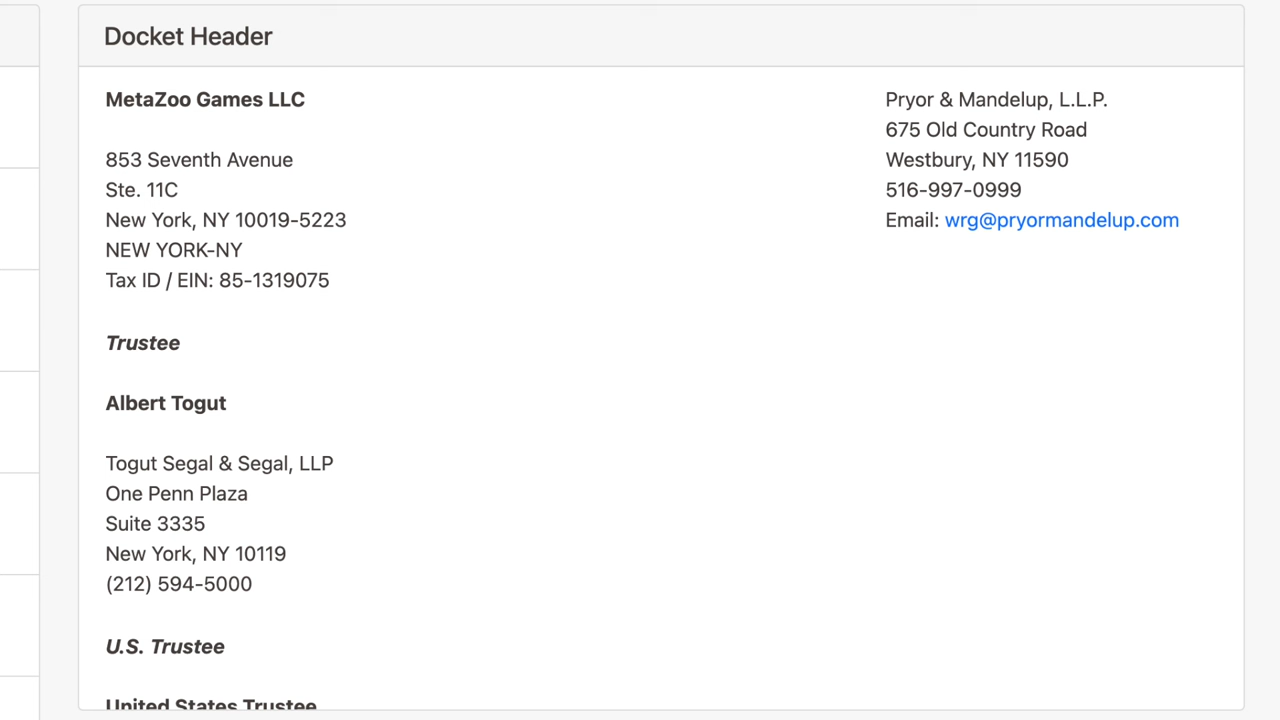 Docket Header
MetaZoo Games LLC
853 Seventh Avenue
Ste. 11C
New York, NY 10019-5223
NEW YORK-NY
Tax ID / EIN: 85-1319075
Pryor & Mandelup, L.L.P.
675 Old Country Road
Westbury, NY 11590
516-997-0999
Email: wrg@pryormandelup.com
Trustee
Albert Togut
Togut Segal & Segal, LLP
One Penn Plaza
Suite 3335
New York, NY 10119
(212) 594-5000
U.S. Trustee
United States Trustee